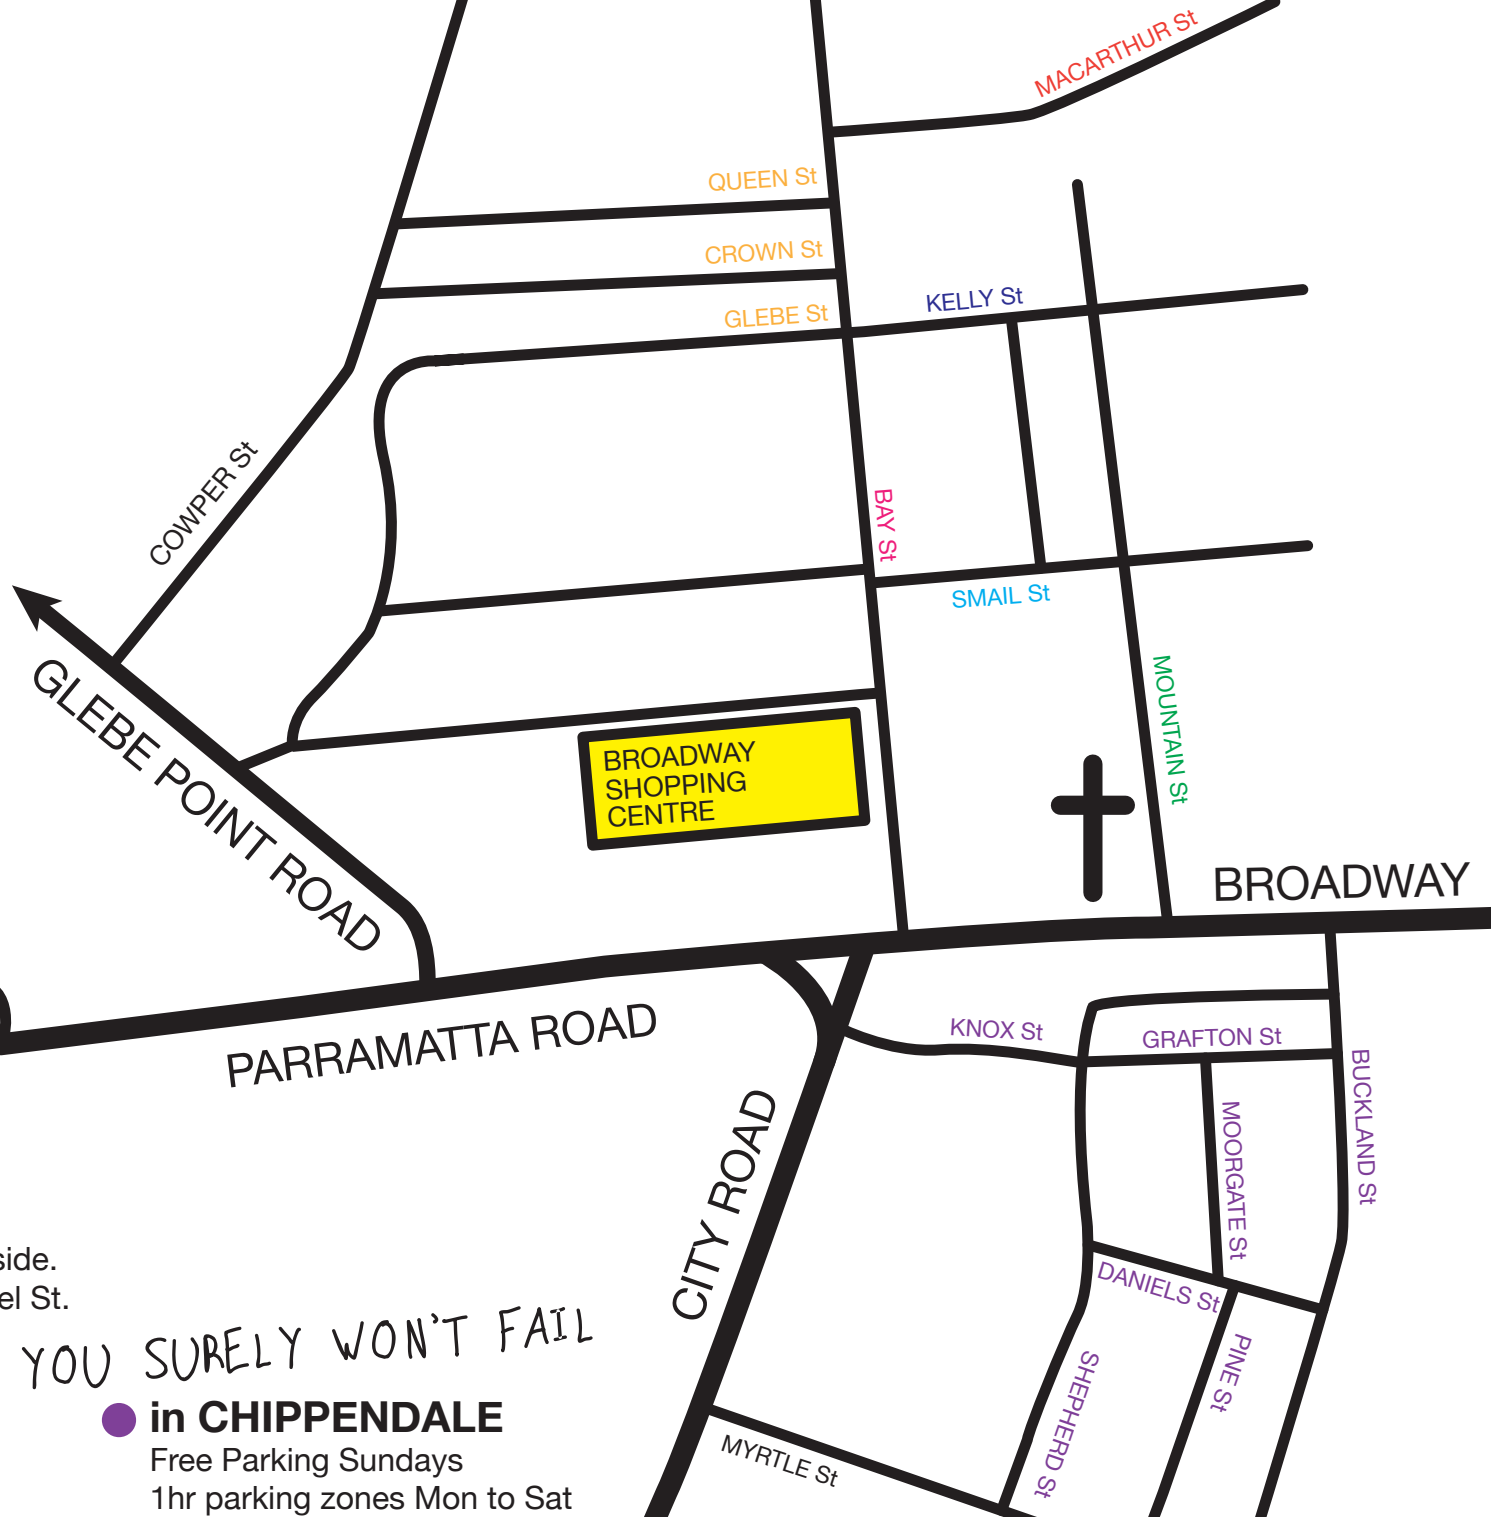 MACARTHUR St
QUEEN St
CROWN St
GLEBE St
KELLY St
COWPER St
BAY St
SMAIL St
GLEBE POINT ROAD
MOUNTAIN St
BROADWAY
SHOPPING
CENTRE
BROADWAY
PARRAMATTA ROAD
KNOX St
GRAFTON St
BUCKLAND St
MOORGATE St
CITY ROAD
DANIELS St
PINE St
SHEPHERD St
MYRTLE St
side.
el St.
YOU SURELY WON'T FAIL
in CHIPPENDALE
Free Parking Sundays
1hr parking zones Mon to Sat